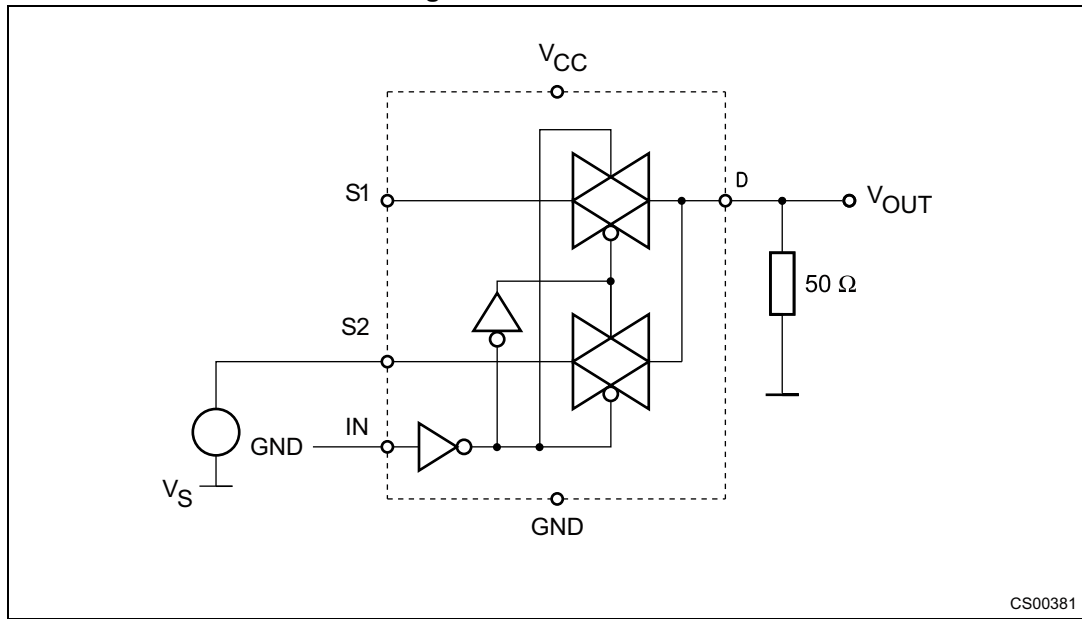 V_CC
S1
D
V_OUT
50 Ω
S2
IN
GND
V_S
GND
CS00381